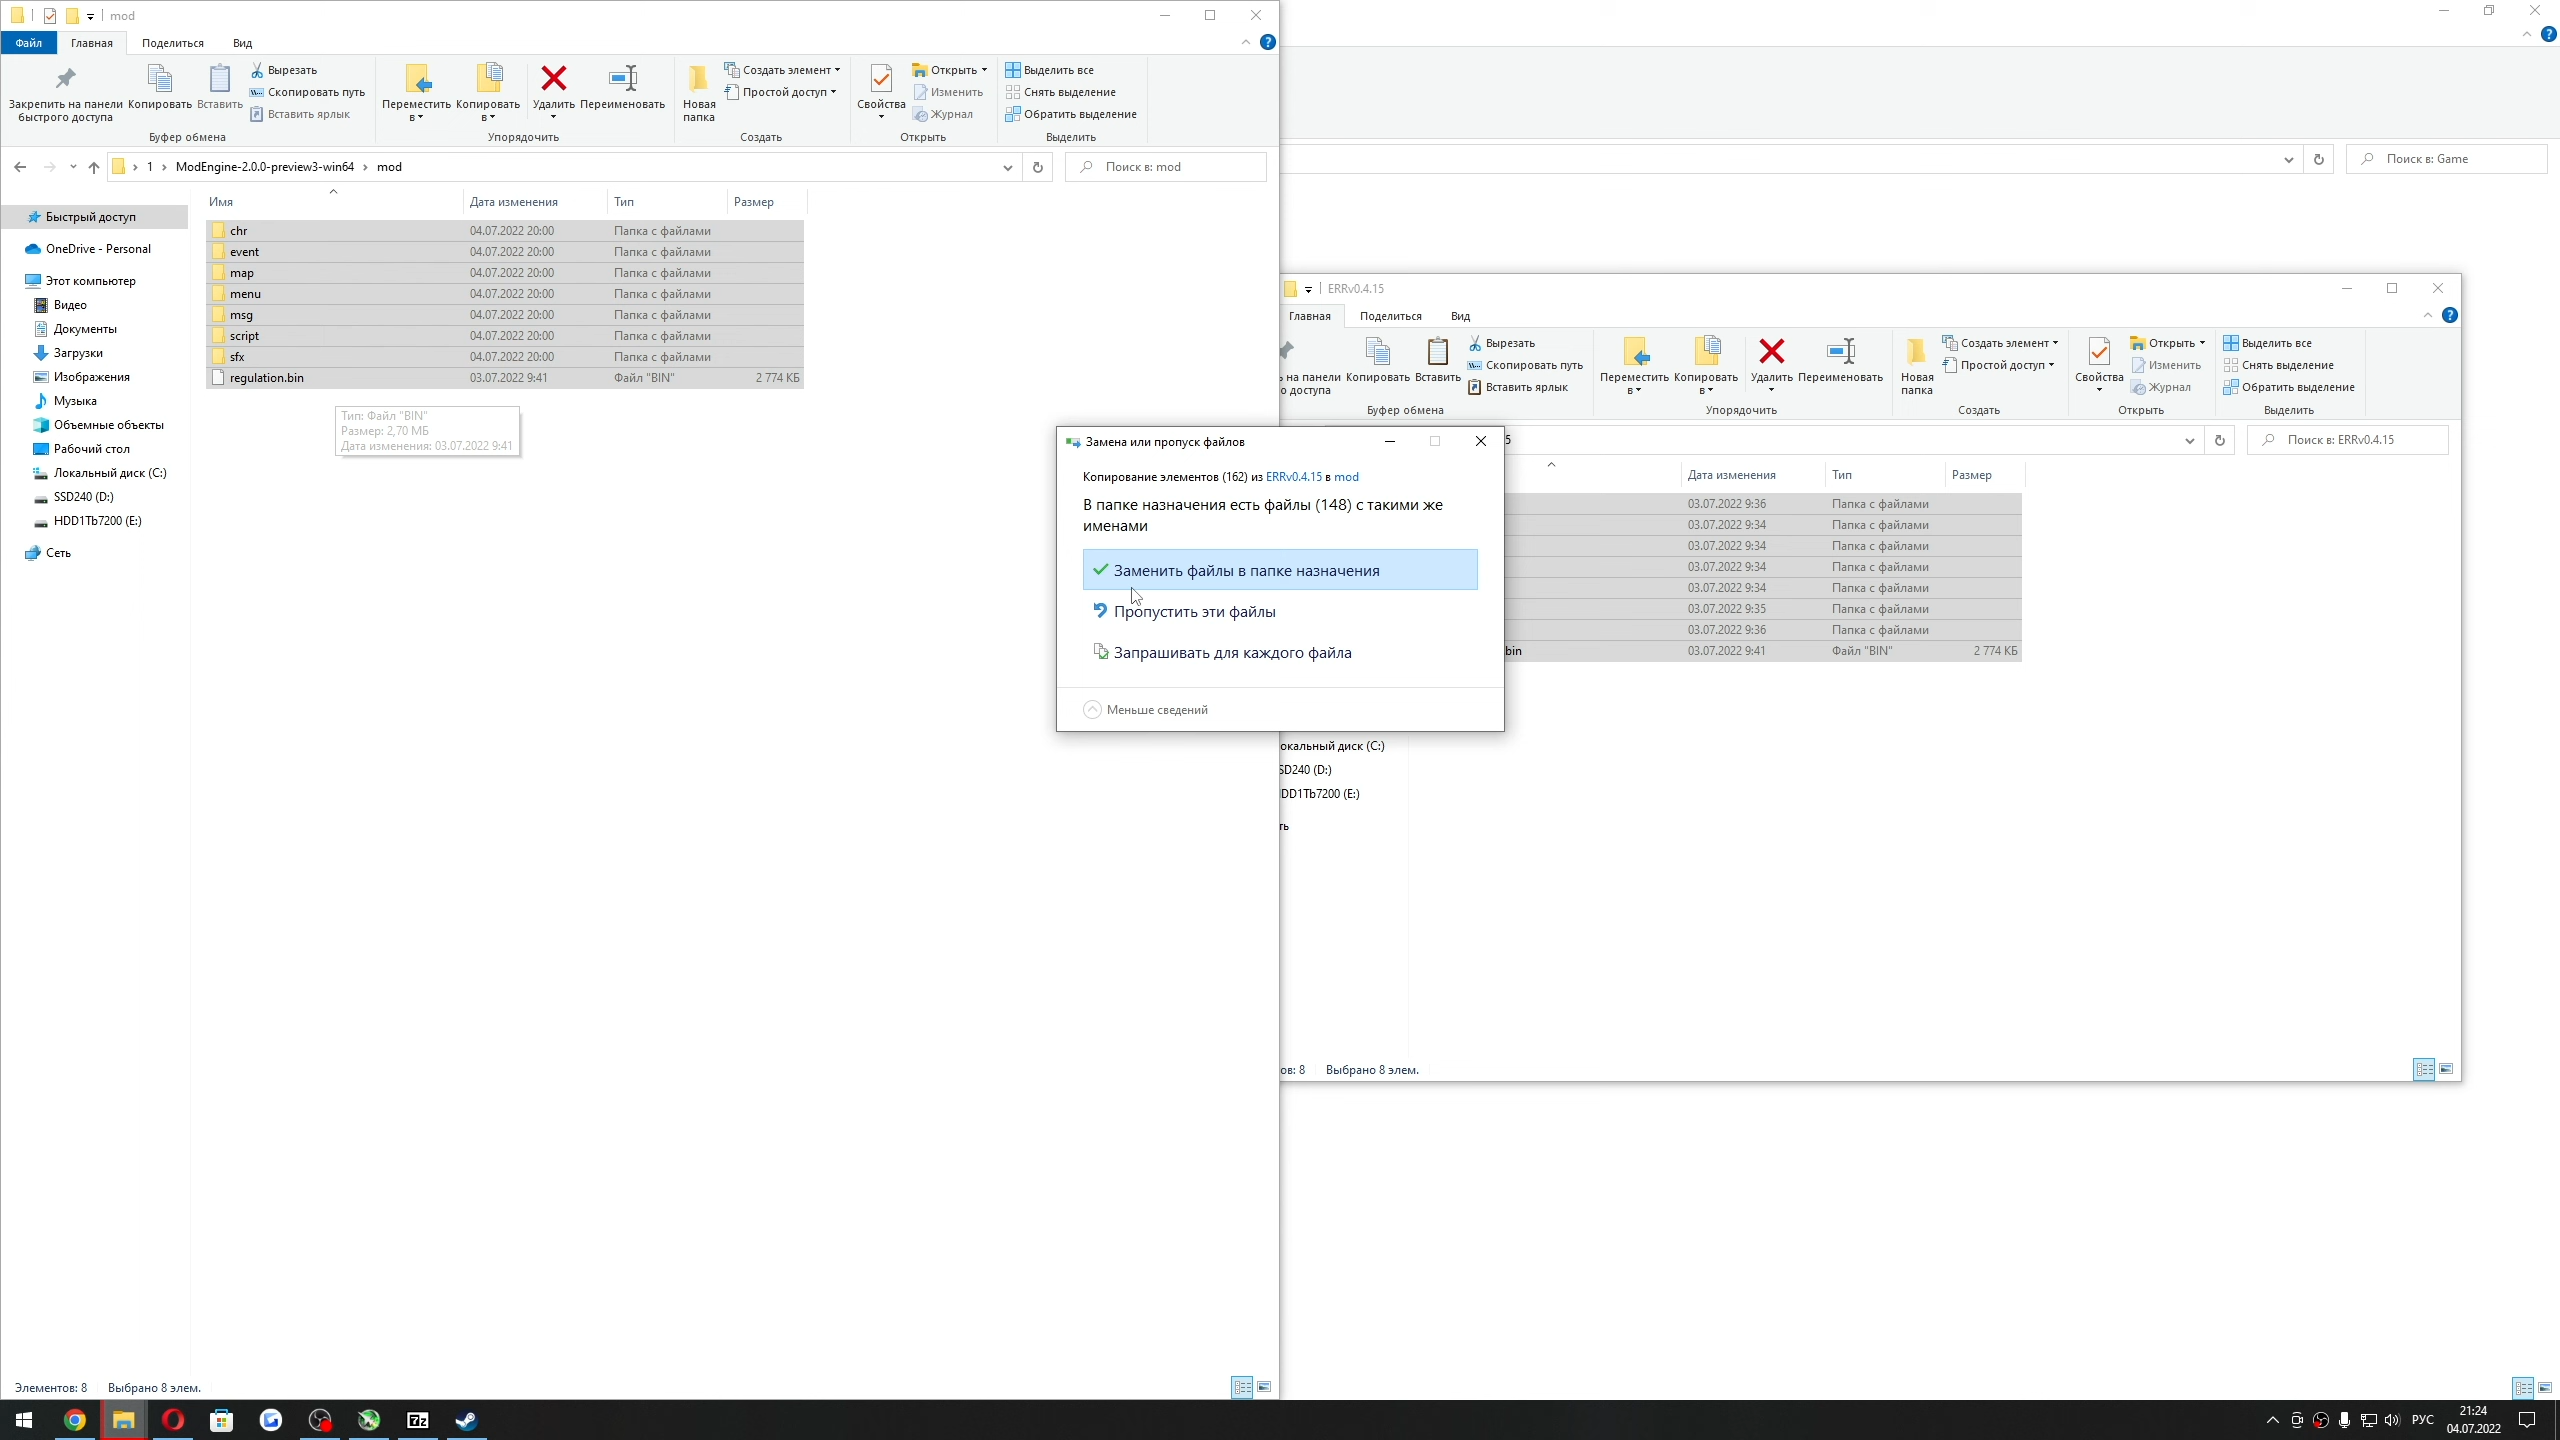 mod
Файл
Главная
Поделиться
Вид
Закрепить на панели
быстрого доступа
Копировать
Вставить
Вырезать
Скопировать путь
Вставить ярлык
Буфер обмена
Переместить
в
Копировать
в
Удалить
Переименовать
Упорядочить
Новая
папка
Создать элемент
Простой доступ
Создать
Свойства
Открыть
Изменить
Журнал
Открыть
Выделить все
Снять выделение
Обратить выделение
Выделить
1
ModEngine-2.0.0-preview3-win64
mod
Поиск в: mod
Поиск в: Game
Быстрый доступ
OneDrive - Personal
Этот компьютер
Видео
Документы
Загрузки
Изображения
Музыка
Объемные объекты
Рабочий стол
Локальный диск (C:)
SSD240 (D:)
HDD1Tb7200 (E:)
Сеть
Имя Дата изменения Тип Размер
chr 04.07.2022 20:00 Папка с файлами
event 04.07.2022 20:00 Папка с файлами
map 04.07.2022 20:00 Папка с файлами
menu 04.07.2022 20:00 Папка с файлами
msg 04.07.2022 20:00 Папка с файлами
script 04.07.2022 20:00 Папка с файлами
sfx 04.07.2022 20:00 Папка с файлами
regulation.bin 03.07.2022 9:41 Файл "BIN" 2 774 КБ
Тип: Файл "BIN"
Размер: 2,70 МБ
Дата изменения: 03.07.2022 9:41
ERRv0.4.15
Главная
Поделиться
Вид
ь на панели
о доступа
Копировать
Вставить
Вырезать
Скопировать путь
Вставить ярлык
Буфер обмена
Переместить
в
Копировать
в
Удалить
Переименовать
Упорядочить
Новая
папка
Создать элемент
Простой доступ
Создать
Свойства
Открыть
Изменить
Журнал
Открыть
Выделить все
Снять выделение
Обратить выделение
Выделить
5
Поиск в: ERRv0.4.15
Дата изменения Тип Размер
03.07.2022 9:36 Папка с файлами
03.07.2022 9:34 Папка с файлами
03.07.2022 9:34 Папка с файлами
03.07.2022 9:34 Папка с файлами
03.07.2022 9:34 Папка с файлами
03.07.2022 9:35 Папка с файлами
03.07.2022 9:36 Папка с файлами
bin 03.07.2022 9:41 Файл "BIN" 2 774 КБ
Замена или пропуск файлов
Копирование элементов (162) из ERRv0.4.15 в mod
В папке назначения есть файлы (148) с такими же
именами
Заменить файлы в папке назначения
Пропустить эти файлы
Запрашивать для каждого файла
Меньше сведений
окальный диск (C:)
SD240 (D:)
DD1Tb7200 (E:)
ть
ов: 8 Выбрано 8 элем.
Элементов: 8 Выбрано 8 элем.
7z
РУС
21:24
04.07.2022